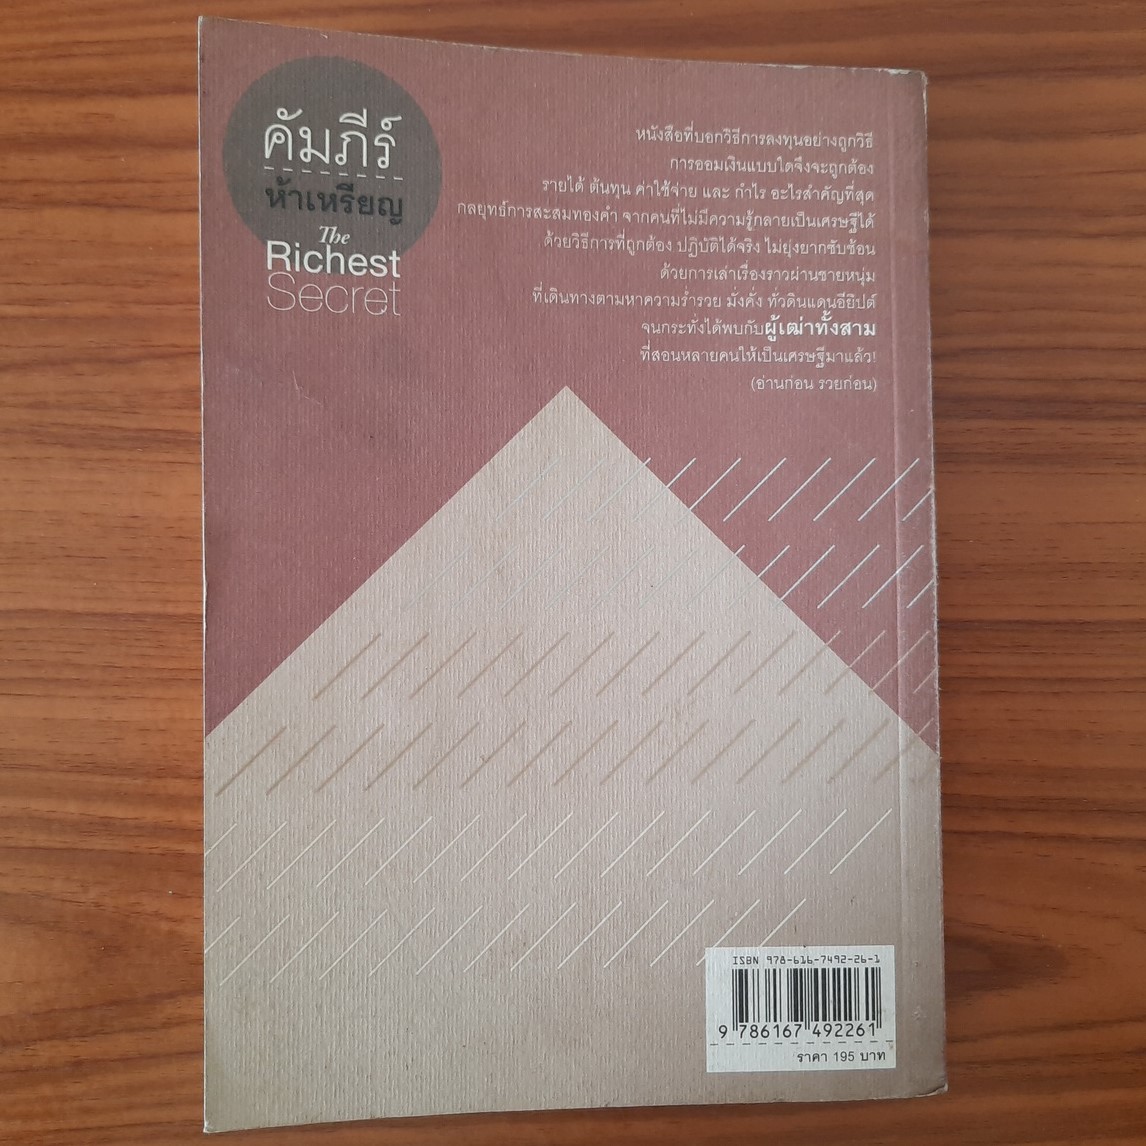 คัมภีร์
ห้าเหรียญ
The
Richest
Secret
หนังสือที่บอกวิธีการลงทุนอย่างถูกวิธี
การออมเงินแบบใดจึงจะถูกต้อง
รายได้ ต้นทุน ค่าใช้จ่าย และ กำไร อะไรสำคัญที่สุด
กลยุทธ์การสะสมทองคำ จากคนที่ไม่มีความรู้กลายเป็นเศรษฐีได้
ด้วยวิธีการที่ถูกต้อง ปฏิบัติได้จริง ไม่ยุ่งยากซับซ้อน
ด้วยการเล่าเรื่องราวผ่านชายหนุ่ม
ที่เดินทางตามหาความร่ำรวย มั่งคั่ง ทั่วดินแดนอียิปต์
จนกระทั่งได้พบกับผู้เฒ่าทั้งสาม
ที่สอนหลายคนให้เป็นเศรษฐีมาแล้ว!
(อ่านก่อน รวยก่อน)
ISBN 978-616-7492-26-1
9 786167 492261
ราคา 195 บาท